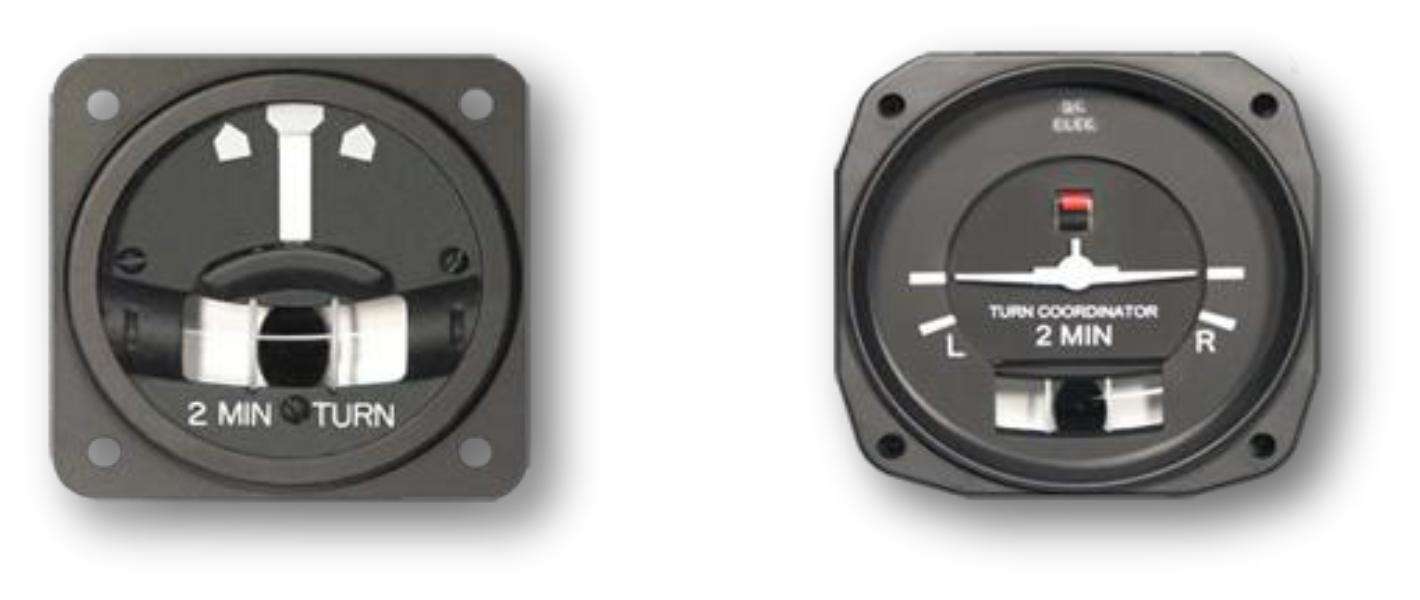 2 MIN TURN
DC
ELEC.
TURN COORDINATOR
2 MIN
L R